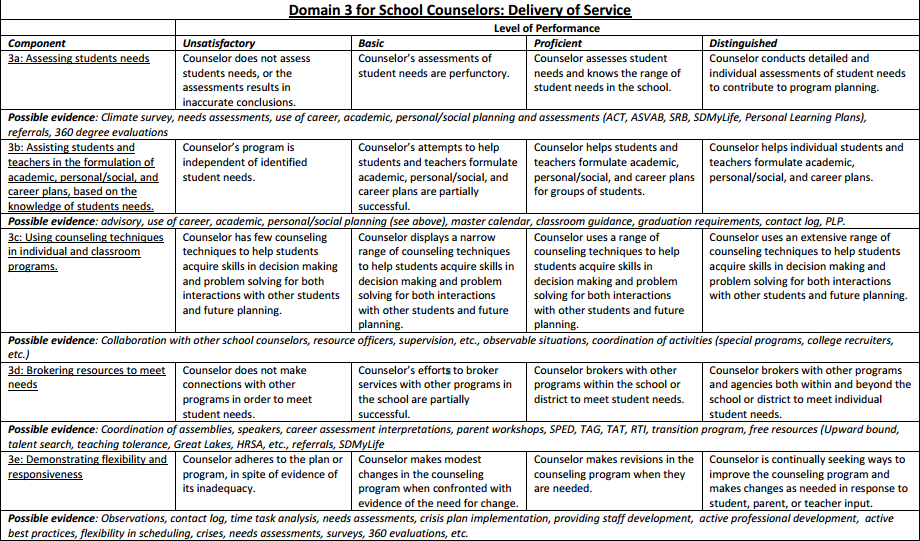 Domain 3 for School Counselors: Delivery of Service
Level of Performance
Component Unsatisfactory Basic Proficient Distinguished
3a: Assessing students needs
Counselor does not assess
students needs, or the
assessments results in
inaccurate conclusions.
Counselor's assessments of
student needs are perfunctory.
Counselor assesses student
needs and knows the range of
student needs in the school.
Counselor conducts detailed and
individual assessments of student needs
to contribute to program planning.
Possible evidence: Climate survey, needs assessments, use of career, academic, personal/social planning and assessments (ACT, ASVAB, SRB, SDMyLife, Personal Learning Plans),
referrals, 360 degree evaluations
3b: Assisting students and
teachers in the formulation of
academic, personal/social, and
career plans, based on the
knowledge of students needs.
Counselor's program is
independent of identified
student needs.
Counselor's attempts to help
students and teachers formulate
academic, personal/social, and
career plans are partially
successful.
Counselor helps students and
teachers formulate academic,
personal/social, and career plans
for groups of students.
Counselor helps individual students and
teachers formulate academic,
personal/social, and career plans.
Possible evidence: advisory, use of career, academic, personal/social planning (see above), master calendar, classroom guidance, graduation requirements, contact log, PLP.
3c: Using counseling techniques
in individual and classroom
programs.
Counselor has few counseling
techniques to help students
acquire skills in decision making
and problem solving for both
interactions with other students
and future planning.
Counselor displays a narrow
range of counseling techniques
to help students acquire skills in
decision making and problem
solving for both interactions
with other students and future
planning.
Counselor uses a range of
counseling techniques to help
students acquire skills in
decision making and problem
solving for both interactions
with other students and future
planning.
Counselor uses an extensive range of
counseling techniques to help students
acquire skills in decision making and
problem solving for both interactions
with other students and future planning.
Possible evidence: Collaboration with other school counselors, resource officers, supervision, etc., observable situations, coordination of activities (special programs, college recruiters,
etc.)
3d: Brokering resources to meet
needs
Counselor does not make
connections with other
programs in order to meet
student needs.
Counselor's efforts to broker
services with other programs in
the school are partially
successful.
Counselor brokers with other
programs within the school or
district to meet student needs.
Counselor brokers with other programs
and agencies both within and beyond the
school or district to meet individual
student needs.
Possible evidence: Coordination of assemblies, speakers, career assessment interpretations, parent workshops, SPED, TAG, TAT, RTI, transition program, free resources (Upward bound,
talent search, teaching tolerance, Great Lakes, HRSA, etc., referrals, SDMyLife
3e: Demonstrating flexibility and
responsiveness
Counselor adheres to the plan or
program, in spite of evidence of
its inadequacy.
Counselor makes modest
changes in the counseling
program when confronted with
evidence of the need for change.
Counselor makes revisions in the
counseling program when they
are needed.
Counselor is continually seeking ways to
improve the counseling program and
makes changes as needed in response to
student, parent, or teacher input.
Possible evidence: Observations, contact log, time task analysis, needs assessments, crisis plan implementation, providing staff development, active professional development, active
best practices, flexibility in scheduling, crises, needs assessments, surveys, 360 evaluations, etc.